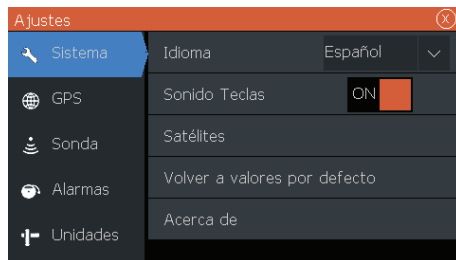 Ajustes
Sistema
GPS
Sonda
Alarmas
Unidades
Idioma Español
Sonido Teclas ON
Satélites
Volver a valores por defecto
Acerca de